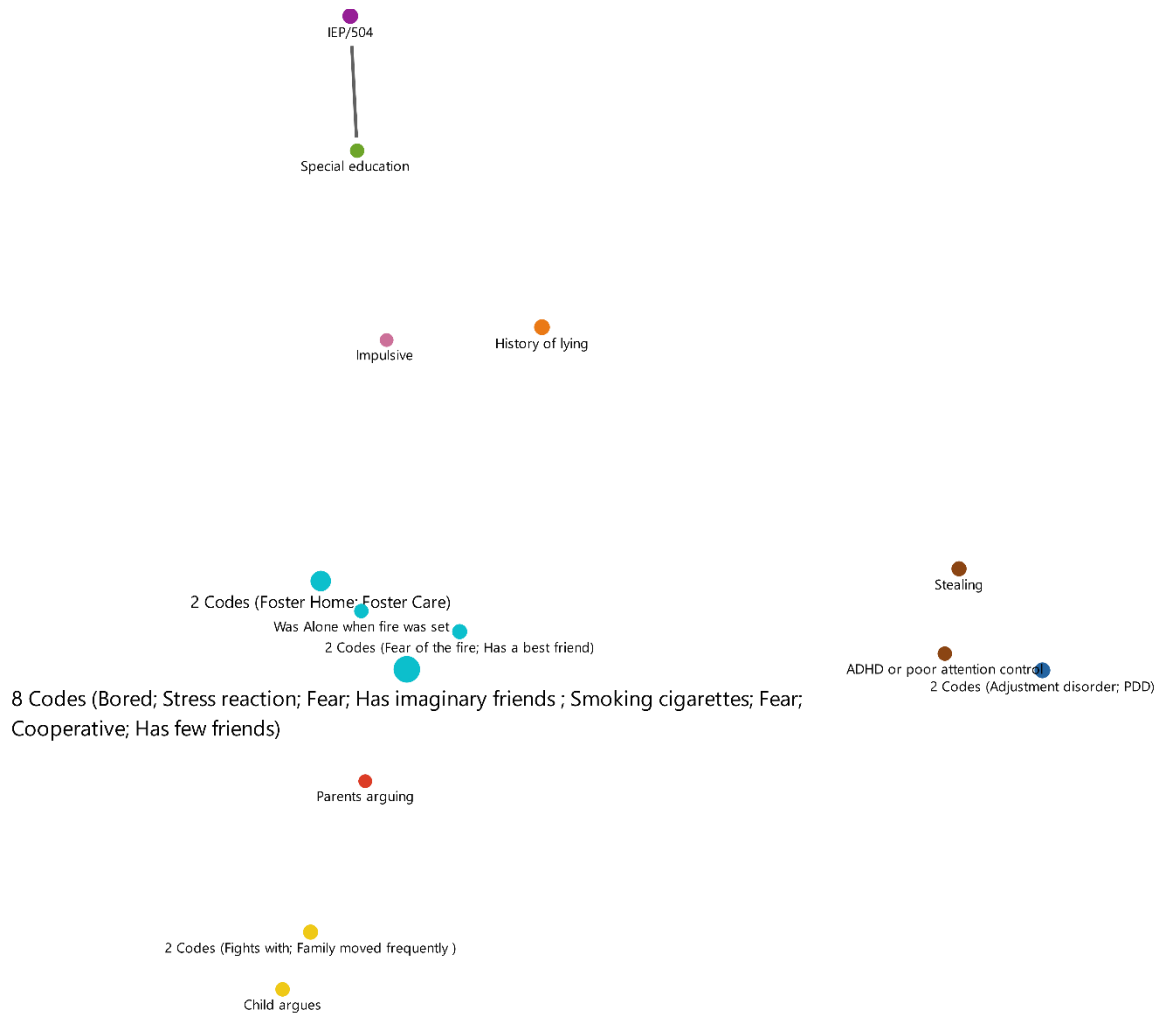 IEP/504
Special education
History of lying
Impulsive
Stealing
2 Codes (Foster Home; Foster Care)
Was Alone when fire was set
2 Codes (Fear of the fire; Has a best friend)
ADHD or poor attention control
2 Codes (Adjustment disorder; PDD)
8 Codes (Bored; Stress reaction; Fear; Has imaginary friends ; Smoking cigarettes; Fear;
Cooperative; Has few friends)
Parents arguing
2 Codes (Fights with; Family moved frequently )
Child argues